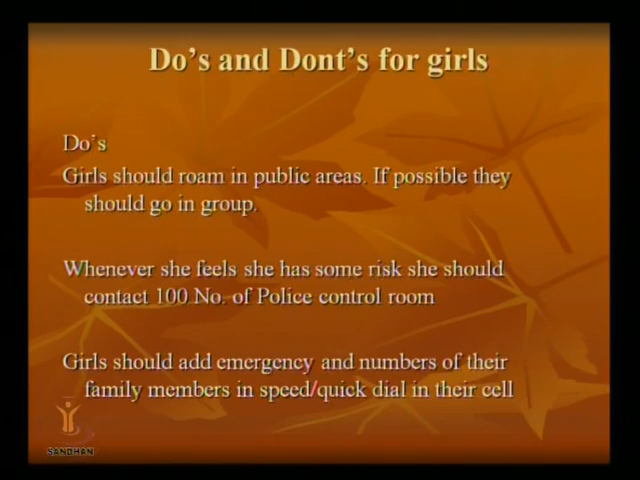 Do's and Dont's for girls
Do's
Girls should roam in public areas. If possible they
should go in group.
Whenever she feels she has some risk she should
contact 100 No. of Police control room
Girls should add emergency and numbers of their
family members in speed/quick dial in their cell
SANDHAN